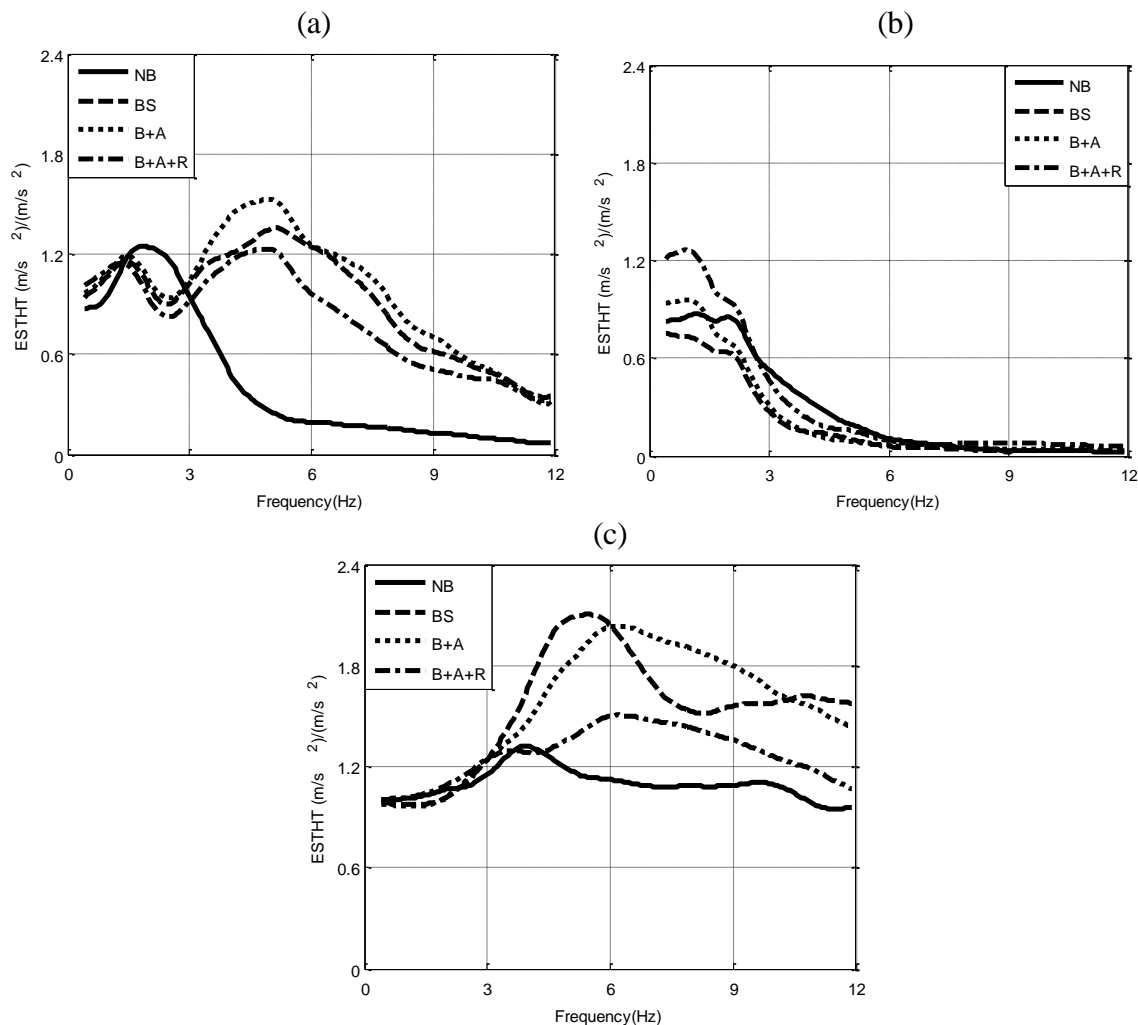 (a)
2.4
1.8
1.2
0.6
0
ESTHT (m/s 2)/(m/s 2)
NB
BS
B+A
B+A+R
0 3 6 9 12
Frequency(Hz)
(b)
2.4
1.8
1.2
0.6
0
ESTHT (m/s 2)/(m/s 2)
NB
BS
B+A
B+A+R
0 3 6 9 12
Frequency(Hz)
(c)
2.4
1.8
1.2
0.6
0
ESTHT (m/s 2)/(m/s 2)
NB
BS
B+A
B+A+R
0 3 6 9 12
Frequency(Hz)